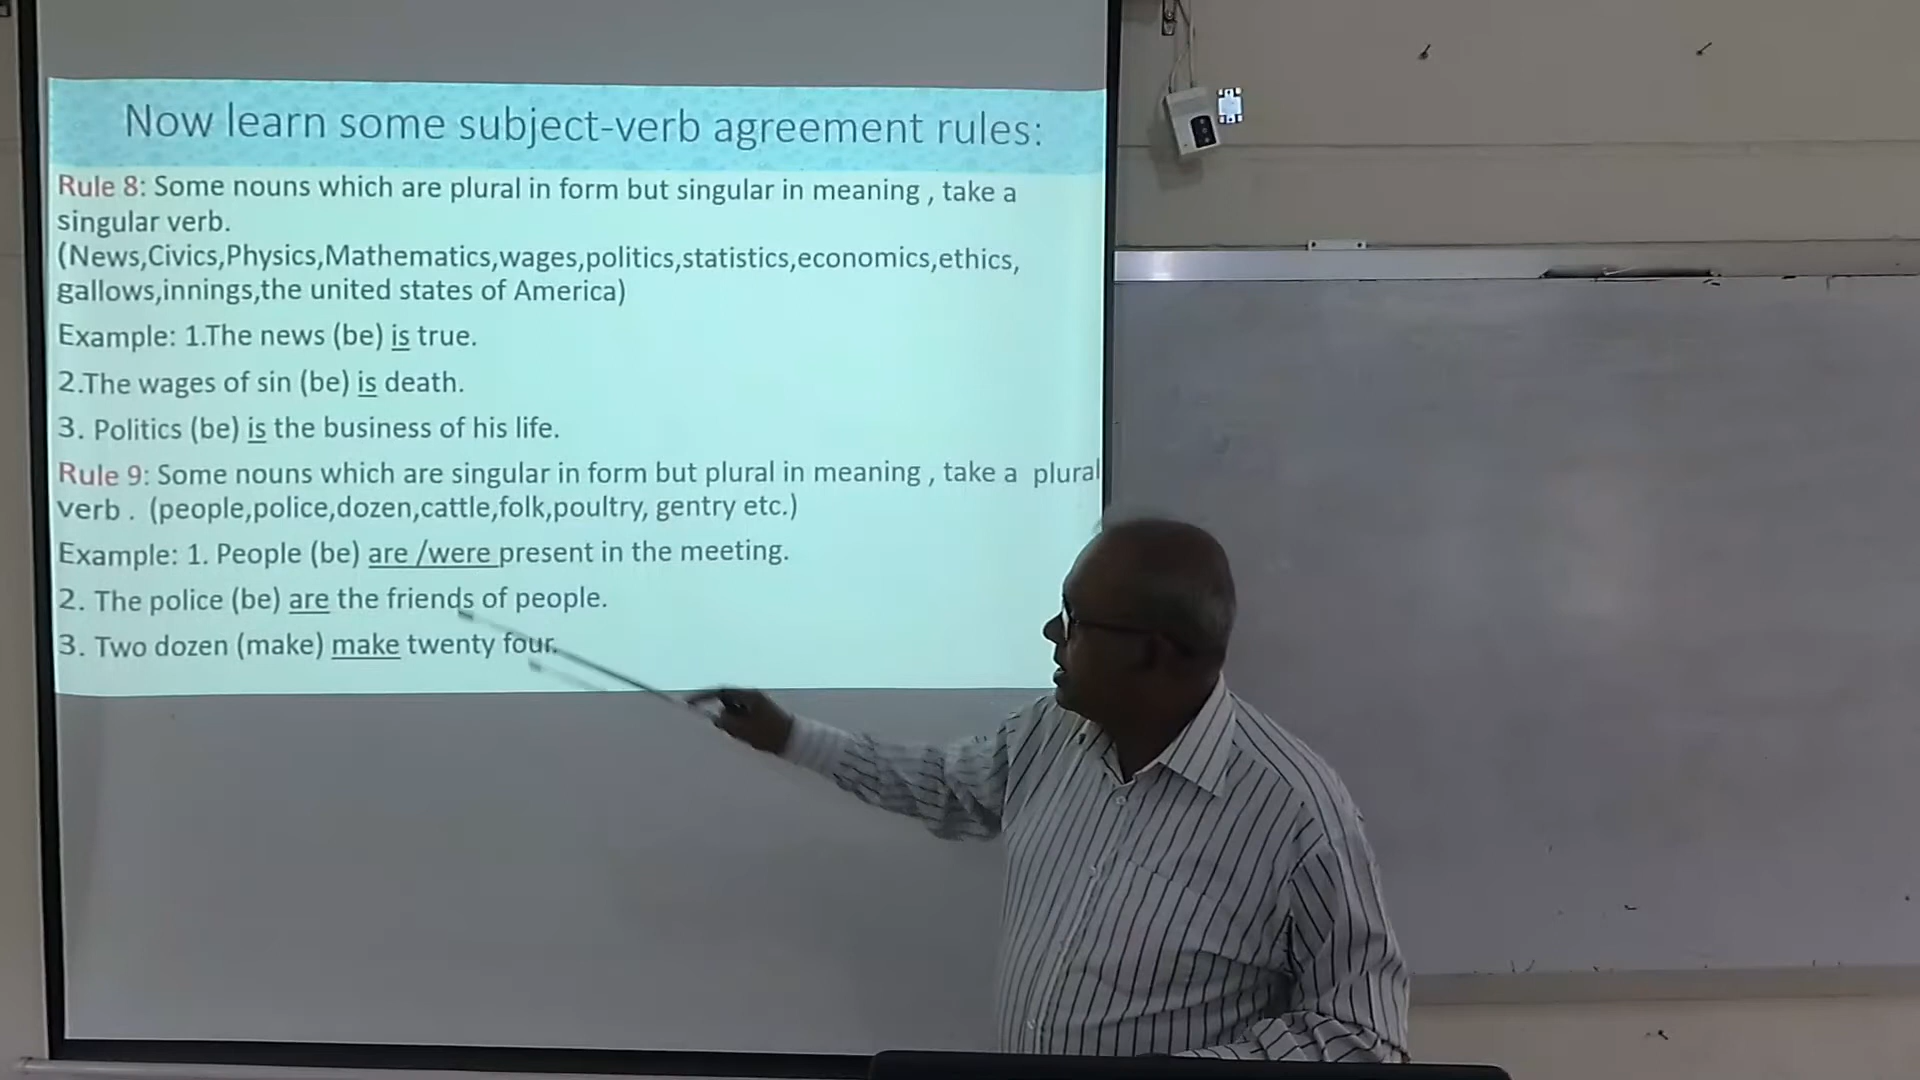 Now learn some subject-verb agreement rules:
Rule 8: Some nouns which are plural in form but singular in meaning , take a
singular verb.
(News,Civics,Physics,Mathematics,wages,politics,statistics,economics,ethics,
gallows,innings,the united states of America)
Example: 1.The news (be) is true.
2.The wages of sin (be) is death.
3. Politics (be) is the business of his life.
Rule 9: Some nouns which are singular in form but plural in meaning , take a plural
verb . (people,police,dozen,cattle,folk,poultry, gentry etc.)
Example: 1. People (be) are /were present in the meeting.
2. The police (be) are the friends of people.
3. Two dozen (make) make twenty four.